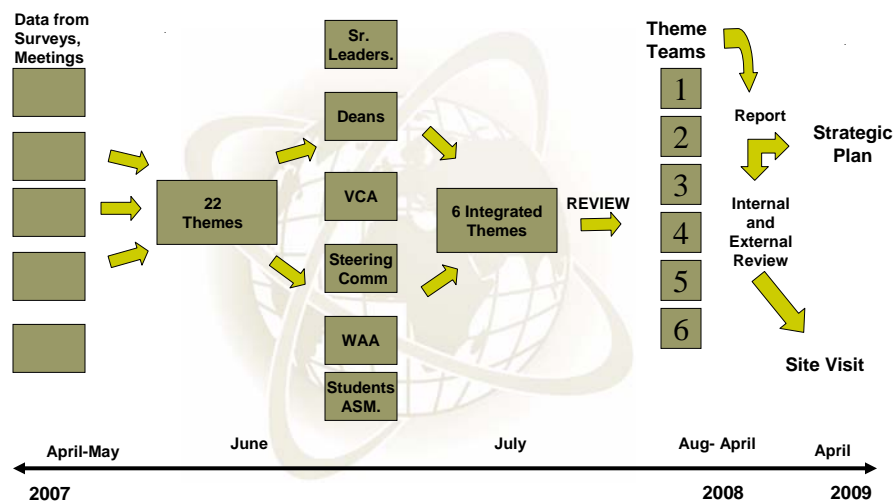 Data from
Surveys,
Meetings
22
Themes
Sr.
Leaders.
Deans
VCA
Steering
Comm
WAA
Students
ASM.
6 Integrated
Themes
REVIEW
Theme
Teams
1
2
3
4
5
6
Report
Strategic
Plan
Internal
and
External
Review
Site Visit
April-May
June
July
Aug- April
April
2007
2008
2009